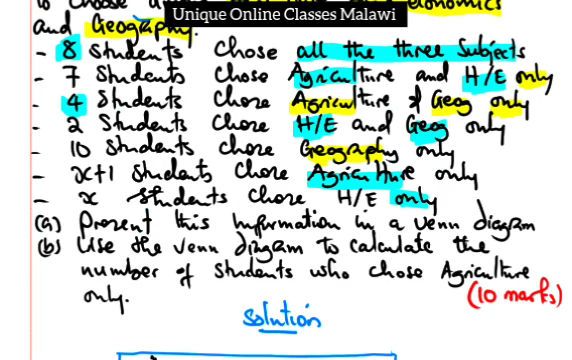 to choose economics
Unique Online Classes Malawi
and Geography.
- 8 Students chose all the three Subjects
- 7 Students chose Agriculture and H/E only
- 4 Students chose Agriculture & Geog only
- 2 Students chose H/E and Geog only
- 10 Students chose Geography only
- x+1 Students chose Agriculture only
- x Students chose H/E only
(a) Present this information in a venn diagram
(b) Use the venn diagram to calculate the
number of students who chose Agriculture
only. (10 marks)
Solution